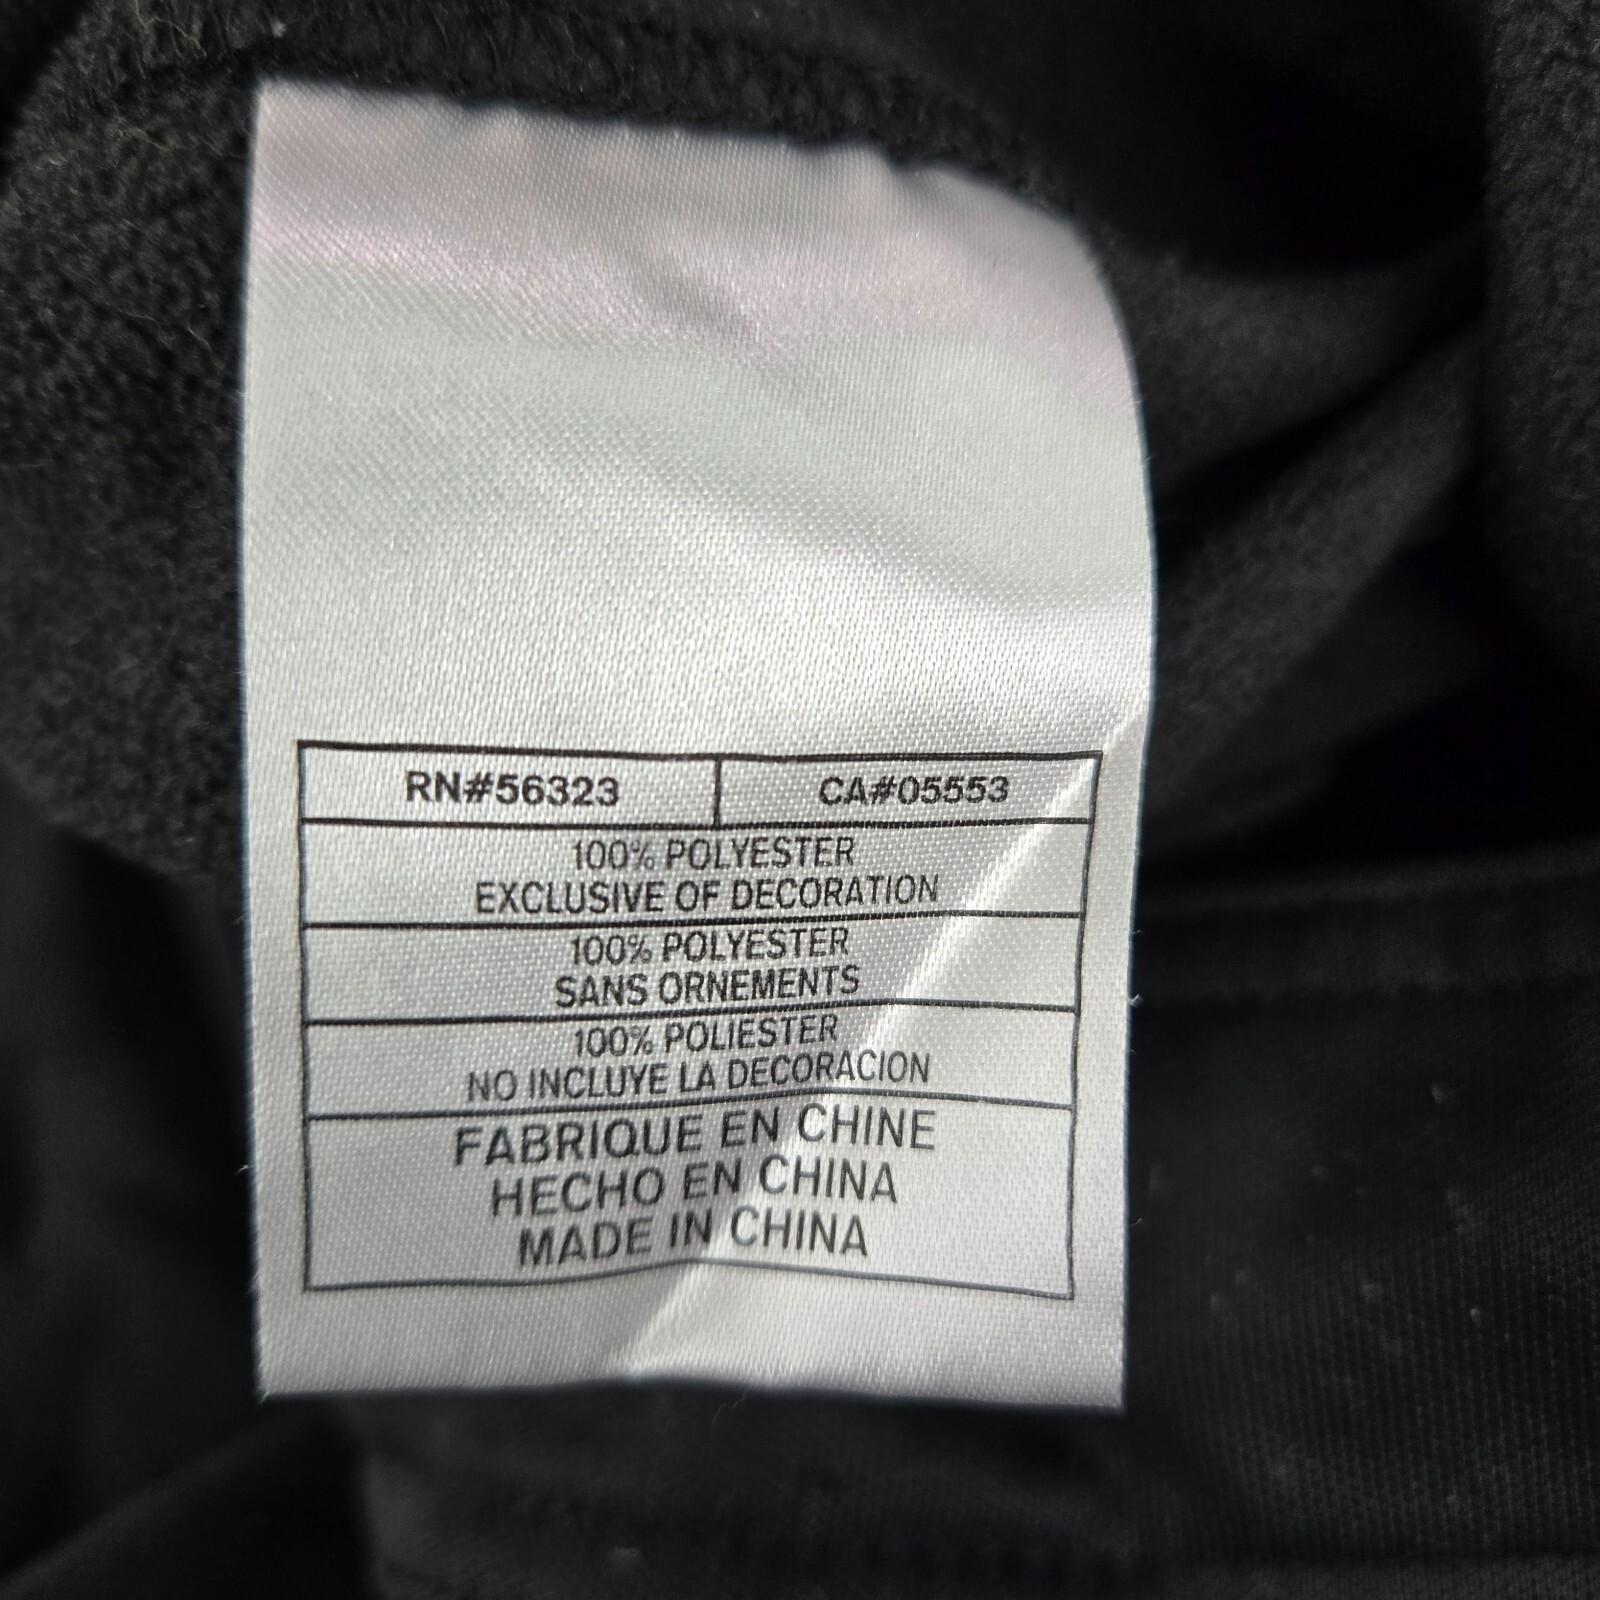 RN#56323 CA#05553
100% POLYESTER
EXCLUSIVE OF DECORATION
100% POLYESTER
SANS ORNEMENTS
100% POLIESTER
NO INCLUYE LA DECORACION
FABRIQUE EN CHINE
HECHO EN CHINA
MADE IN CHINA